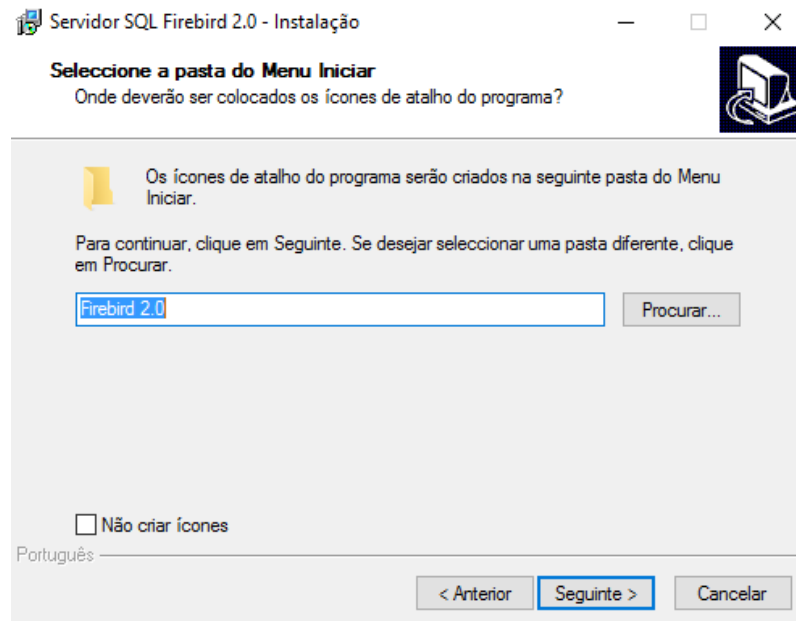 Servidor SQL Firebird 2.0 - Instalação
Seleccione a pasta do Menu Iniciar
Onde deverão ser colocados os ícones de atalho do programa?
Os ícones de atalho do programa serão criados na seguinte pasta do Menu
Iniciar.
Para continuar, clique em Seguinte. Se desejar seleccionar uma pasta diferente, clique
em Procurar.
Firebird 2.0
Procurar...
Não criar ícones
Português
< Anterior
Seguinte >
Cancelar